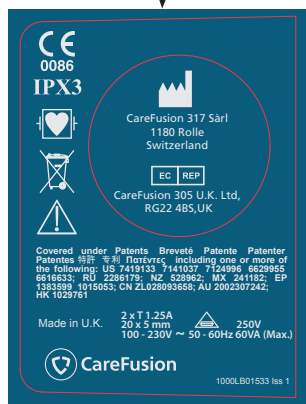 CE
0086
IPX3
CareFusion 317 Sàrl
1180 Rolle
Switzerland
EC REP
CareFusion 305 U.K. Ltd,
RG22 4BS,UK
Covered under Patents Breveté Patente Patenter
Patentes 特許 专利 Πατέντες including one or more of
the following: US 7419133 7141037 7124996 6629955
6616633; RU 2286179; NZ 528962; MX 241182; EP
1383599 1015053; CN ZL028093658; AU 2002307242;
HK 1029761
Made in U.K.
2 x T 1.25A
20 x 5 mm 250V
100 - 230V ~ 50 - 60Hz 60VA (Max.)
CareFusion
1000LB01533 Iss 1